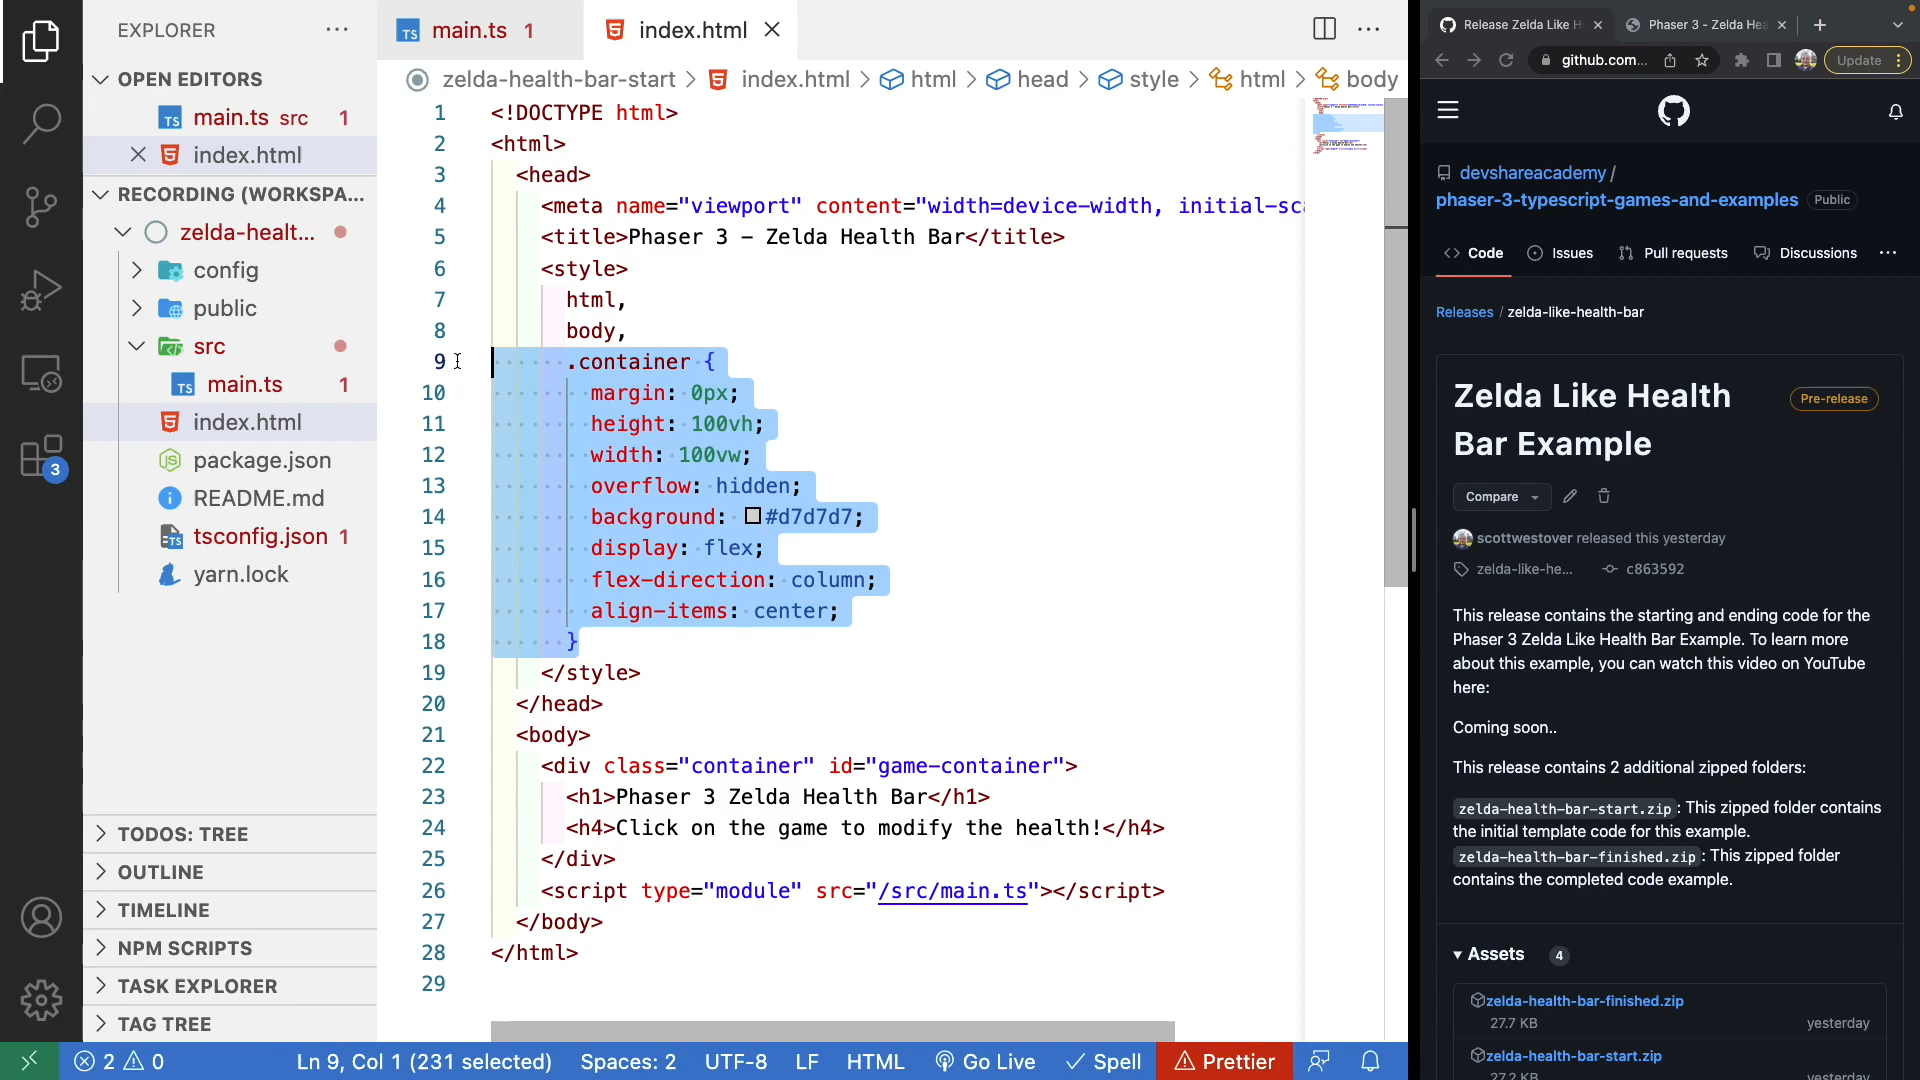 EXPLORER
OPEN EDITORS
TS main.ts src 1
index.html
RECORDING (WORKSPA...
zelda-healt...
config
public
src
TS main.ts 1
index.html
package.json
README.md
tsconfig.json 1
yarn.lock
TODOS: TREE
OUTLINE
TIMELINE
NPM SCRIPTS
TASK EXPLORER
TAG TREE
3
TS main.ts 1
index.html
zelda-health-bar-start > index.html > html > head > style > html > body
1 <!DOCTYPE html>
2 <html>
3 <head>
4 <meta name="viewport" content="width=device-width, initial-sca
5 <title>Phaser 3 - Zelda Health Bar</title>
6 <style>
7 html,
8 body,
9 .container {
10 margin: 0px;
11 height: 100vh;
12 width: 100vw;
13 overflow: hidden;
14 background: #d7d7d7;
15 display: flex;
16 flex-direction: column;
17 align-items: center;
18 }
19 </style>
20 </head>
21 <body>
22 <div class="container" id="game-container">
23 <h1>Phaser 3 Zelda Health Bar</h1>
24 <h4>Click on the game to modify the health!</h4>
25 </div>
26 <script type="module" src="/src/main.ts"></script>
27 </body>
28 </html>
29
2 0 Ln 9, Col 1 (231 selected) Spaces: 2 UTF-8 LF HTML Go Live Spell Prettier
Release Zelda Like H
Phaser 3 - Zelda Hea
github.com...
Update
devshareacademy /
phaser-3-typescript-games-and-examples Public
Code Issues Pull requests Discussions
Releases / zelda-like-health-bar
Zelda Like Health
Bar Example
Pre-release
Compare
scottwestover released this yesterday
zelda-like-he... c863592
This release contains the starting and ending code for the
Phaser 3 Zelda Like Health Bar Example. To learn more
about this example, you can watch this video on YouTube
here:
Coming soon..
This release contains 2 additional zipped folders:
zelda-health-bar-start.zip: This zipped folder contains
the initial template code for this example.
zelda-health-bar-finished.zip: This zipped folder
contains the completed code example.
Assets 4
zelda-health-bar-finished.zip
27.7 KB yesterday
zelda-health-bar-start.zip
27.2 KB yesterday